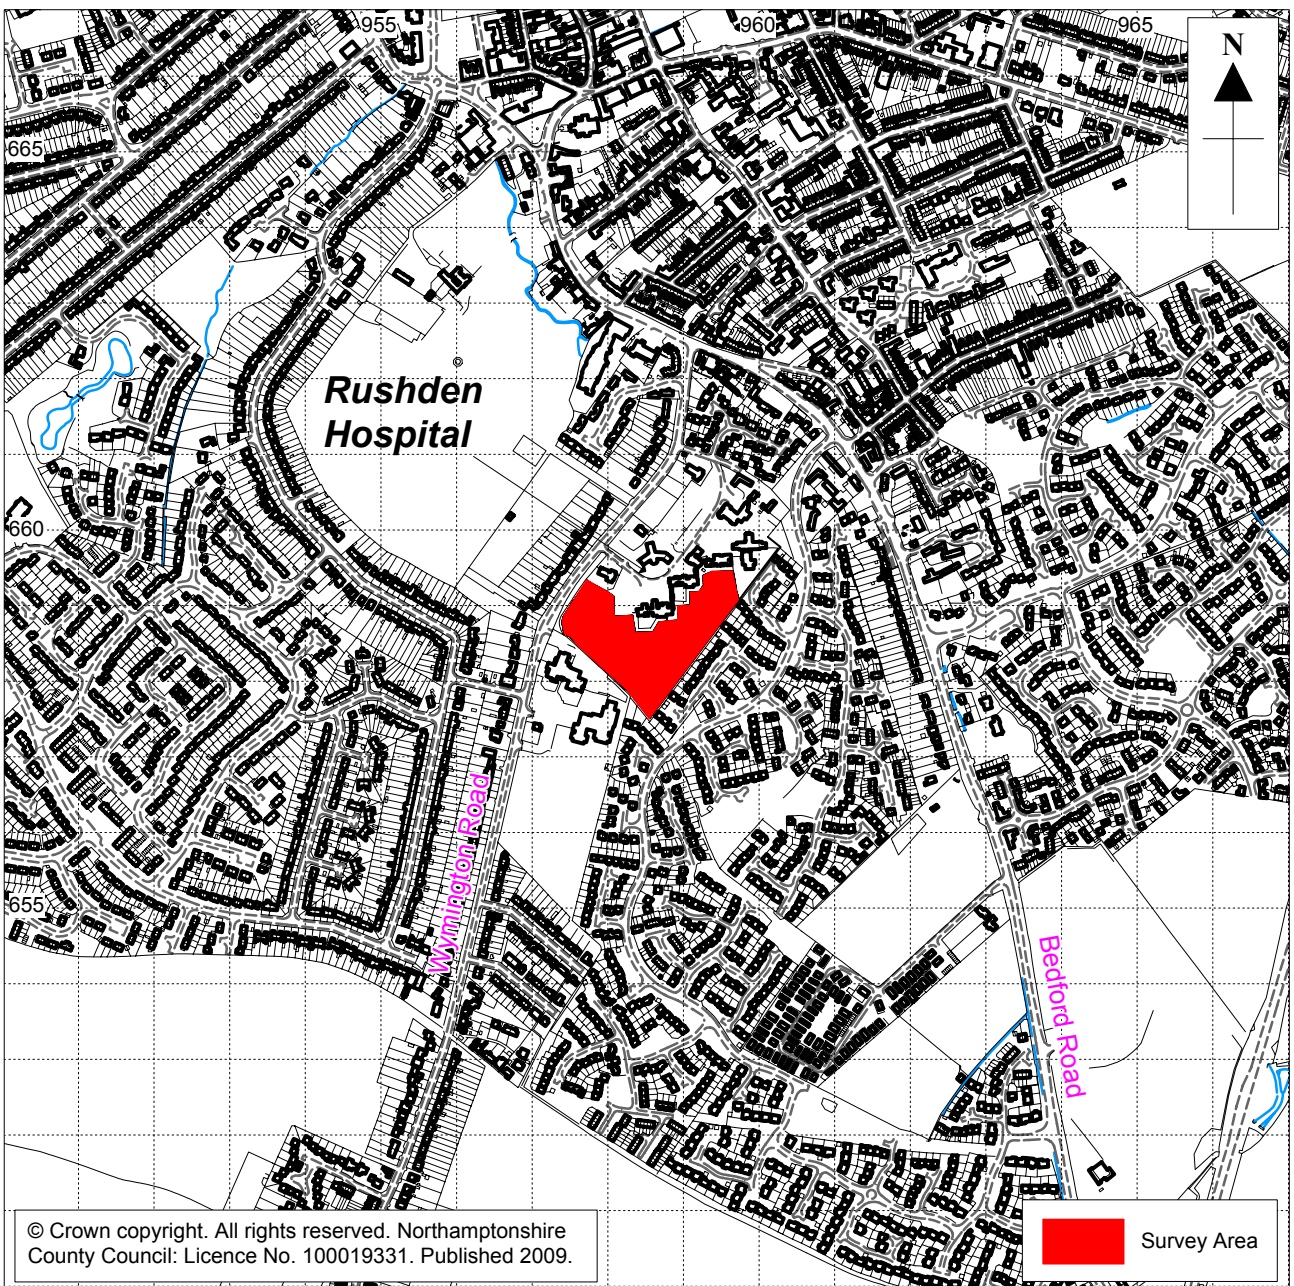 955
960
965
N
665
Rushden
Hospital
660
Wymington Road
655
Bedford Road
© Crown copyright. All rights reserved. Northamptonshire
County Council: Licence No. 100019331. Published 2009.
Survey Area